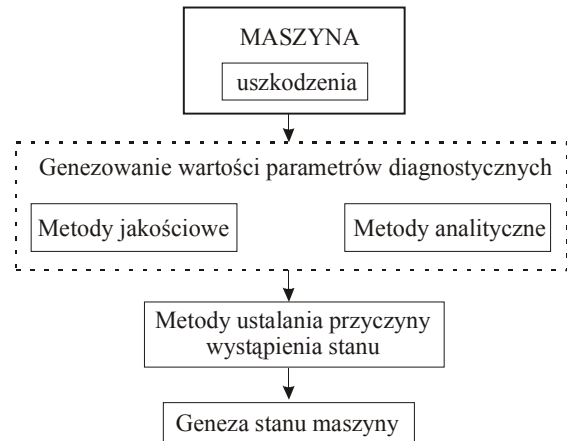 MASZYNA
uszkodzenia
Genezowanie wartości parametrów diagnostycznych
Metody jakościowe
Metody analityczne
Metody ustalania przyczyny
wystąpienia stanu
Geneza stanu maszyny